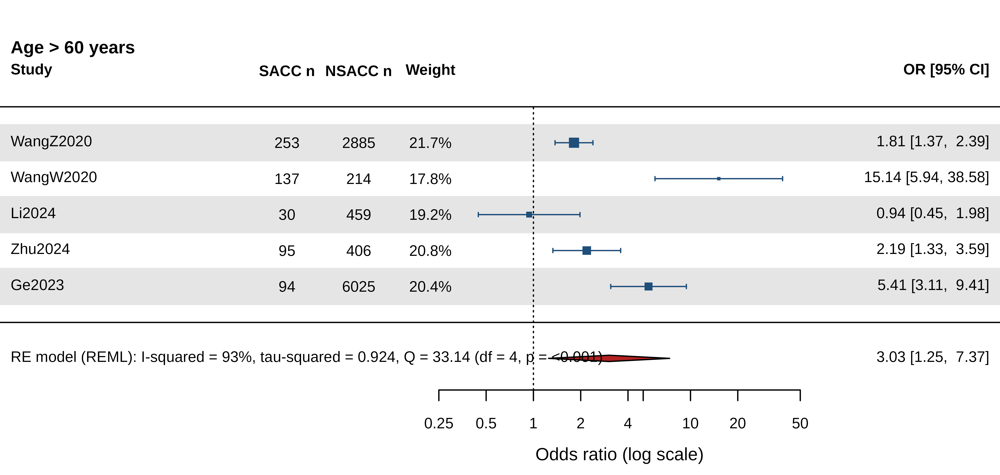 Age > 60 years
Study SACC n NSACC n Weight OR [95% CI]
WangZ2020 253 2885 21.7% 1.81 [1.37, 2.39]
WangW2020 137 214 17.8% 15.14 [5.94, 38.58]
Li2024 30 459 19.2% 0.94 [0.45, 1.98]
Zhu2024 95 406 20.8% 2.19 [1.33, 3.59]
Ge2023 94 6025 20.4% 5.41 [3.11, 9.41]
RE model (REML): I-squared = 93%, tau-squared = 0.924, Q = 33.14 (df = 4, p = <0.001) 3.03 [1.25, 7.37]
0.25 0.5 1 2 4 10 20 50
Odds ratio (log scale)